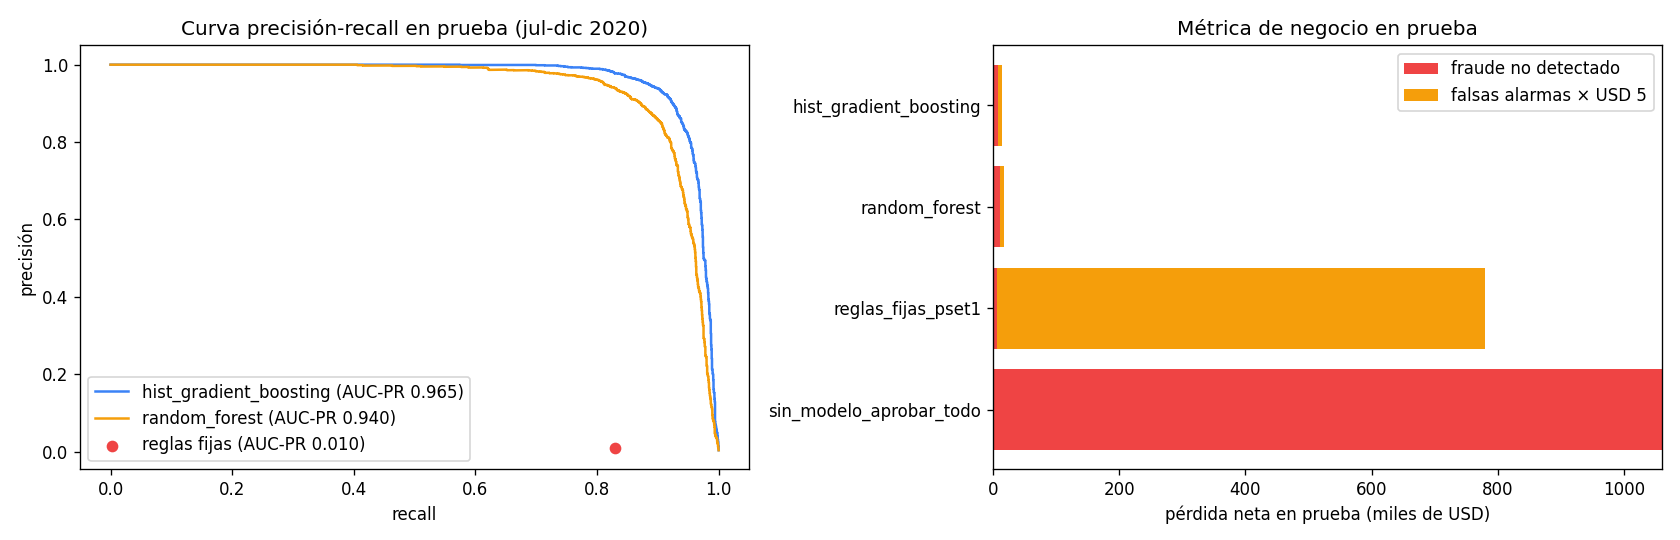 Curva precisión-recall en prueba (jul-dic 2020)
precisión
1.0
0.8
0.6
0.4
0.2
0.0
hist_gradient_boosting (AUC-PR 0.965)
random_forest (AUC-PR 0.940)
reglas fijas (AUC-PR 0.010)
0.0 0.2 0.4 0.6 0.8 1.0
recall
Métrica de negocio en prueba
fraude no detectado
falsas alarmas × USD 5
hist_gradient_boosting
random_forest
reglas_fijas_pset1
sin_modelo_aprobar_todo
0 200 400 600 800 1000
pérdida neta en prueba (miles de USD)